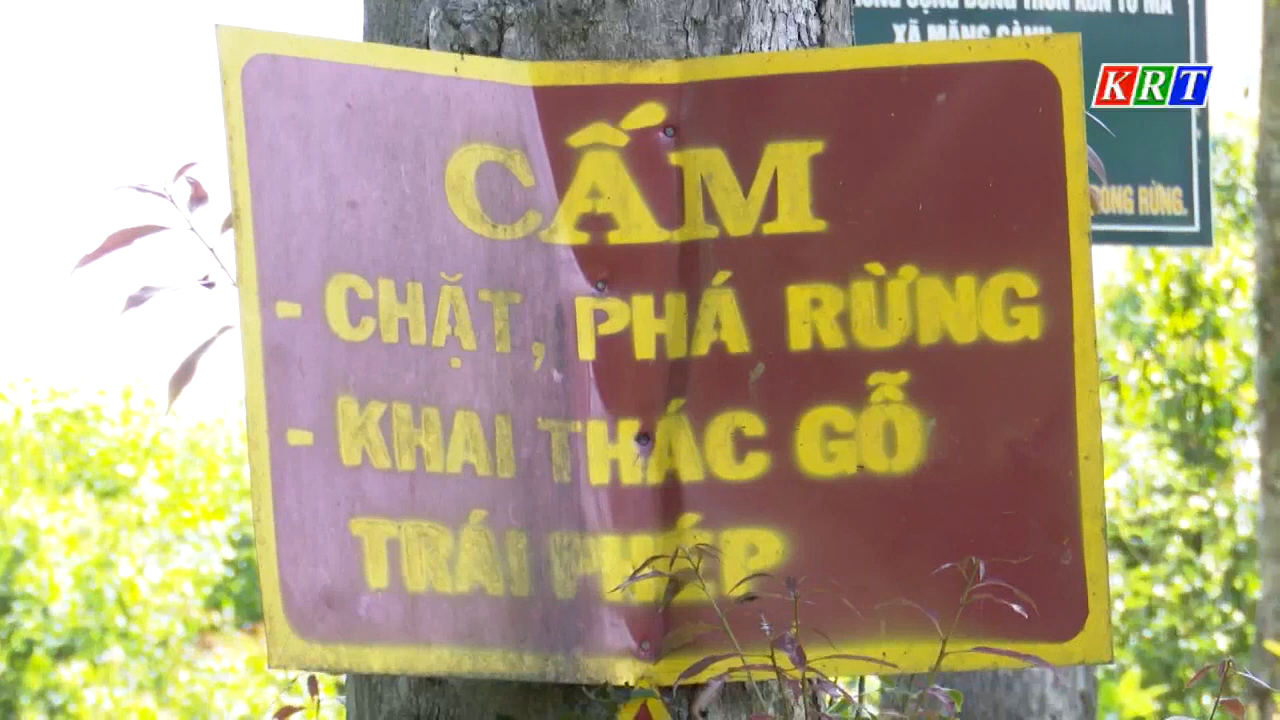 XÃ MĂNG CÀNH
KRT
RỪNG.
CẤM
- CHẶT, PHÁ RỪNG
- KHAI THÁC GỖ
TRÁI PHÉP